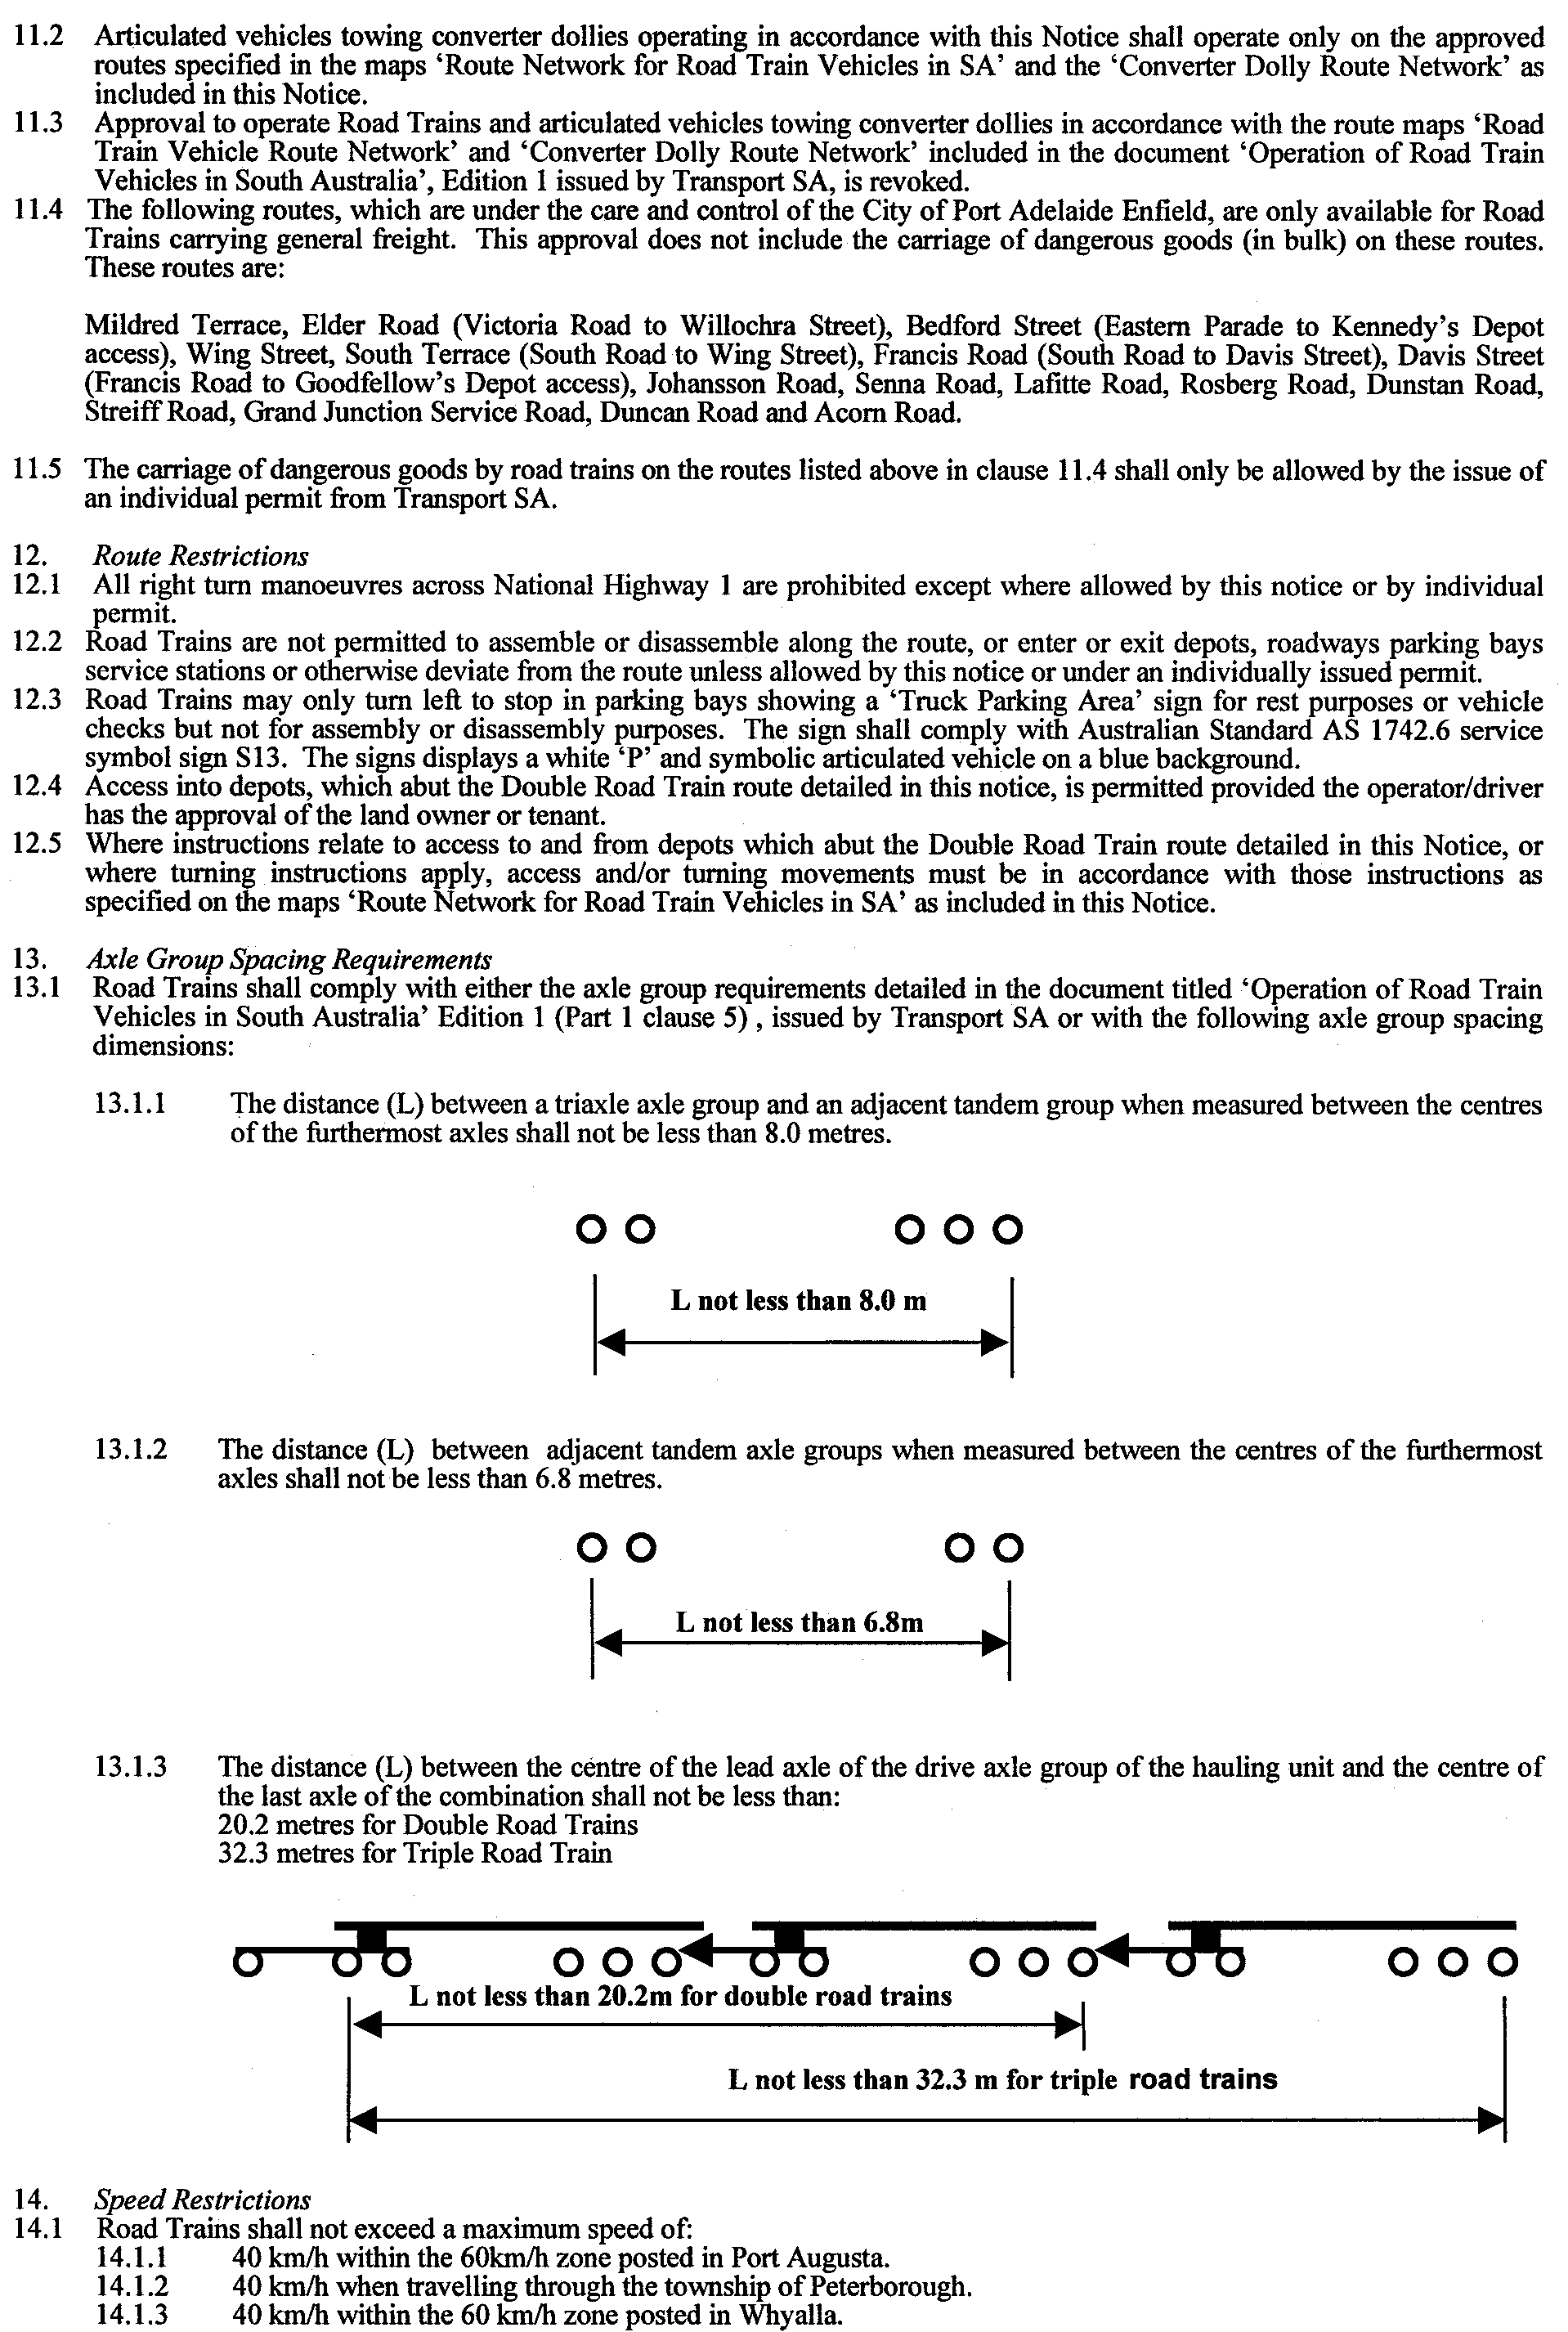 11.2 Articulated vehicles towing converter dollies operating in accordance with this Notice shall operate only on the approved
routes specified in the maps ‘Route Network for Road Train Vehicles in SA’ and the ‘Converter Dolly Route Network’ as
included in this Notice.
11.3 Approval to operate Road Trains and articulated vehicles towing converter dollies in accordance with the route maps ‘Road
Train Vehicle Route Network’ and ‘Converter Dolly Route Network’ included in the document ‘Operation of Road Train
Vehicles in South Australia’, Edition 1 issued by Transport SA, is revoked.
11.4 The following routes, which are under the care and control of the City of Port Adelaide Enfield, are only available for Road
Trains carrying general freight. This approval does not include the carriage of dangerous goods (in bulk) on these routes.
These routes are:
Mildred Terrace, Elder Road (Victoria Road to Willochra Street), Bedford Street (Eastern Parade to Kennedy’s Depot
access), Wing Street, South Terrace (South Road to Wing Street), Francis Road (South Road to Davis Street), Davis Street
(Francis Road to Goodfellow’s Depot access), Johansson Road, Senna Road, Lafitte Road, Rosberg Road, Dunstan Road,
Streiff Road, Grand Junction Service Road, Duncan Road and Acorn Road.
11.5 The carriage of dangerous goods by road trains on the routes listed above in clause 11.4 shall only be allowed by the issue of
an individual permit from Transport SA.
12. Route Restrictions
12.1 All right turn manoeuvres across National Highway 1 are prohibited except where allowed by this notice or by individual
permit.
12.2 Road Trains are not permitted to assemble or disassemble along the route, or enter or exit depots, roadways parking bays
service stations or otherwise deviate from the route unless allowed by this notice or under an individually issued permit.
12.3 Road Trains may only turn left to stop in parking bays showing a ‘Truck Parking Area’ sign for rest purposes or vehicle
checks but not for assembly or disassembly purposes. The sign shall comply with Australian Standard AS 1742.6 service
symbol sign S13. The signs displays a white ‘P’ and symbolic articulated vehicle on a blue background.
12.4 Access into depots, which abut the Double Road Train route detailed in this notice, is permitted provided the operator/driver
has the approval of the land owner or tenant.
12.5 Where instructions relate to access to and from depots which abut the Double Road Train route detailed in this Notice, or
where turning instructions apply, access and/or turning movements must be in accordance with those instructions as
specified on the maps ‘Route Network for Road Train Vehicles in SA’ as included in this Notice.
13. Axle Group Spacing Requirements
13.1 Road Trains shall comply with either the axle group requirements detailed in the document titled ‘Operation of Road Train
Vehicles in South Australia’ Edition 1 (Part 1 clause 5) , issued by Transport SA or with the following axle group spacing
dimensions:
13.1.1 The distance (L) between a triaxle axle group and an adjacent tandem group when measured between the centres
of the furthermost axles shall not be less than 8.0 metres.
L not less than 8.0 m
13.1.2 The distance (L) between adjacent tandem axle groups when measured between the centres of the furthermost
axles shall not be less than 6.8 metres.
L not less than 6.8m
13.1.3 The distance (L) between the centre of the lead axle of the drive axle group of the hauling unit and the centre of
the last axle of the combination shall not be less than:
20.2 metres for Double Road Trains
32.3 metres for Triple Road Train
L not less than 20.2m for double road trains
L not less than 32.3 m for triple road trains
14. Speed Restrictions
14.1 Road Trains shall not exceed a maximum speed of:
14.1.1 40 km/h within the 60km/h zone posted in Port Augusta.
14.1.2 40 km/h when travelling through the township of Peterborough.
14.1.3 40 km/h within the 60 km/h zone posted in Whyalla.